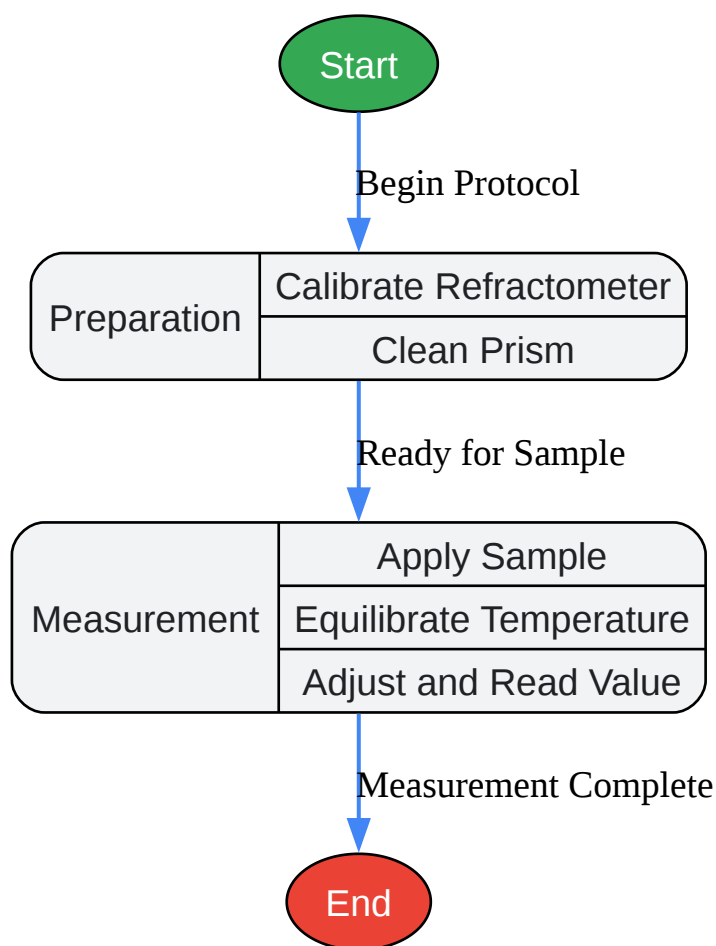 Start
Begin Protocol
Preparation
Calibrate Refractometer
Clean Prism
Ready for Sample
Measurement
Apply Sample
Equilibrate Temperature
Adjust and Read Value
Measurement Complete
End